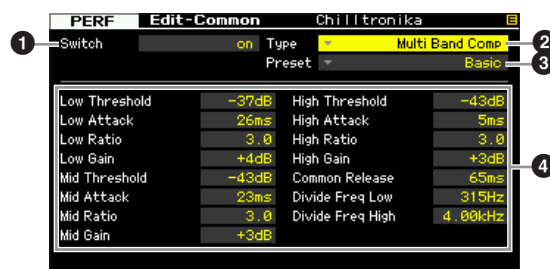 PERF Edit-Common Chilltronika E
1 Switch on Type Multi Band Comp 2
Preset Basic 3
Low Threshold -37dB High Threshold -43dB
Low Attack 26ms High Attack 5ms
Low Ratio 3.0 High Ratio 3.0
Low Gain +4dB High Gain +3dB
Mid Threshold -43dB Common Release 65ms
Mid Attack 23ms Divide Freq Low 315Hz
Mid Ratio 3.0 Divide Freq High 4.00kHz
Mid Gain +3dB
4